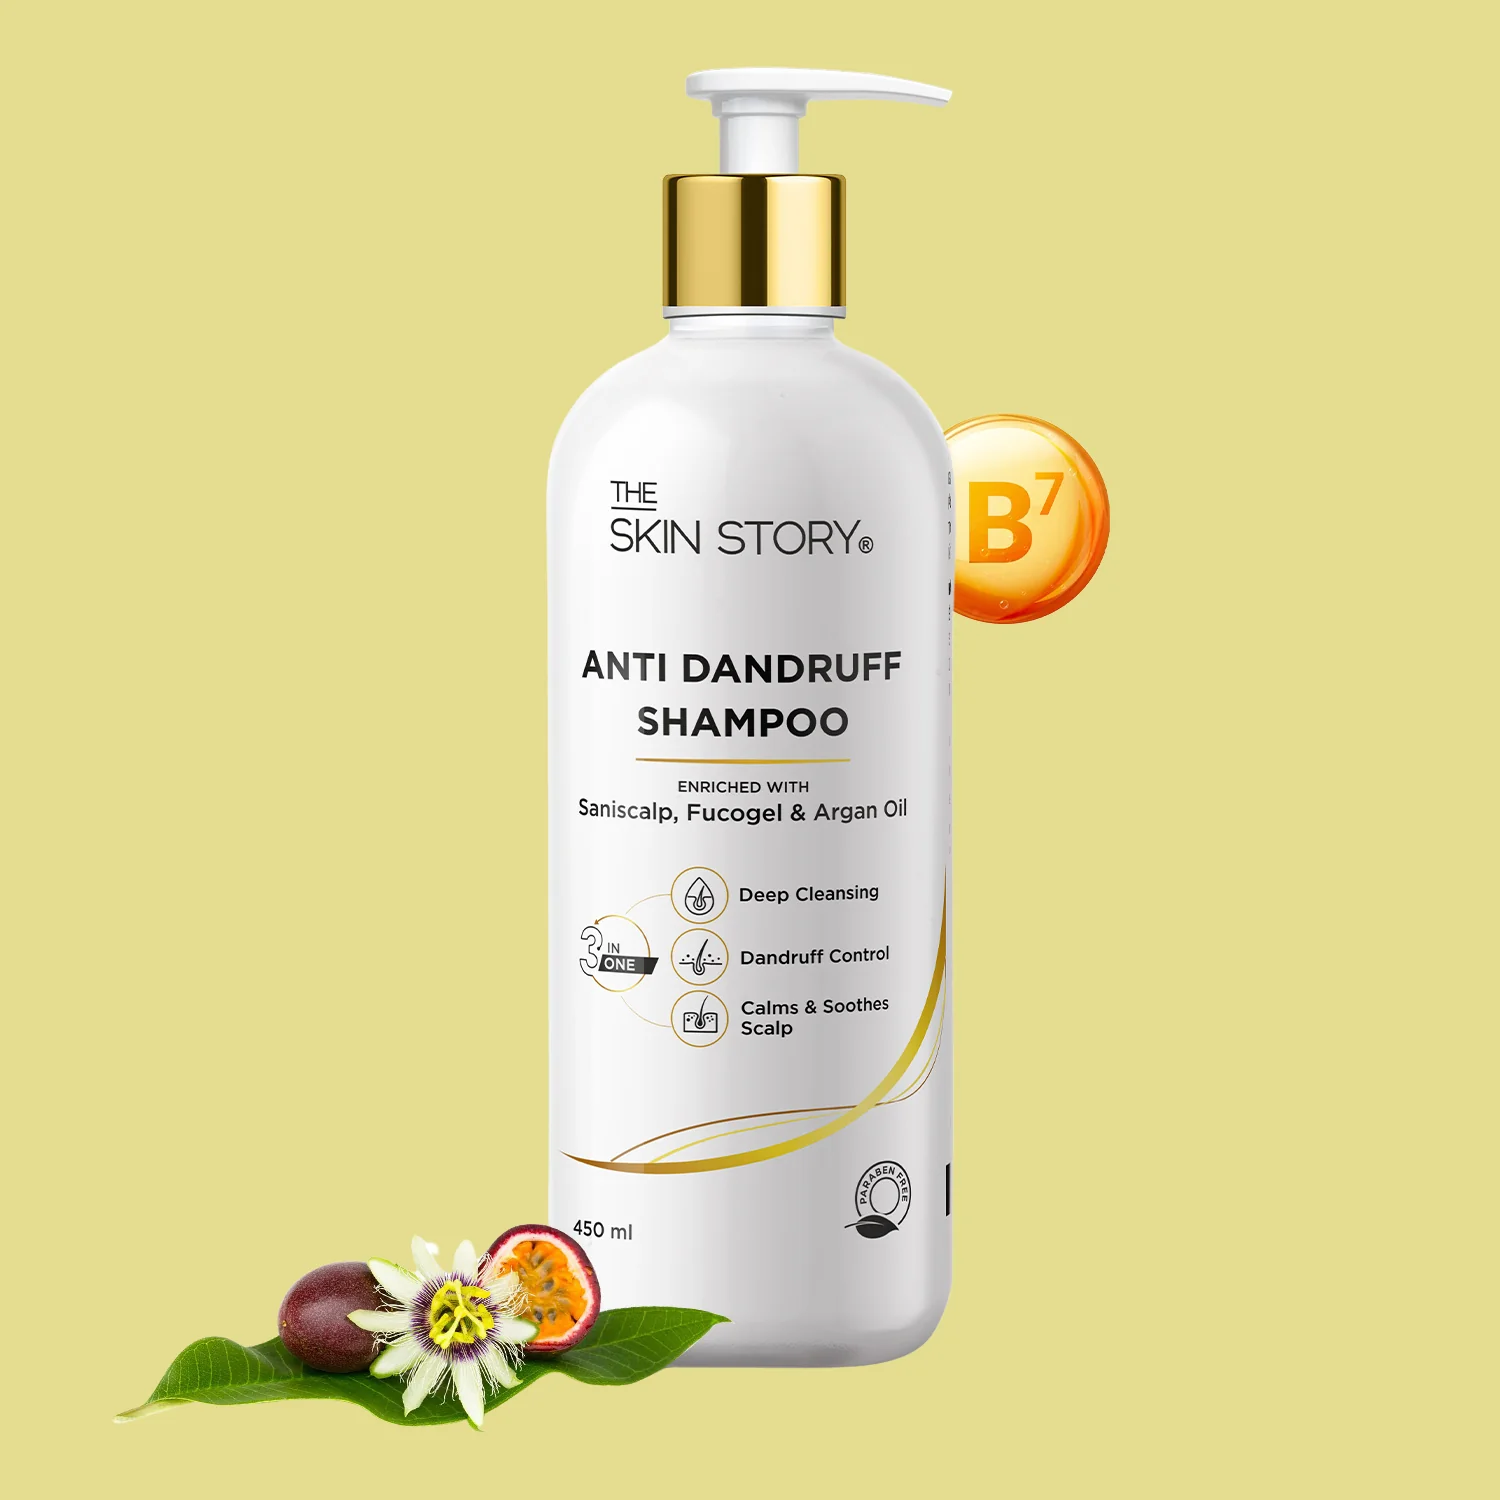 THE
SKIN STORY®
B7
ANTI DANDRUFF
SHAMPOO
ENRICHED WITH
Saniscalp, Fucogel & Argan Oil
3 IN
ONE
Deep Cleansing
Dandruff Control
Calms & Soothes
Scalp
450 ml
PARABEN FREE